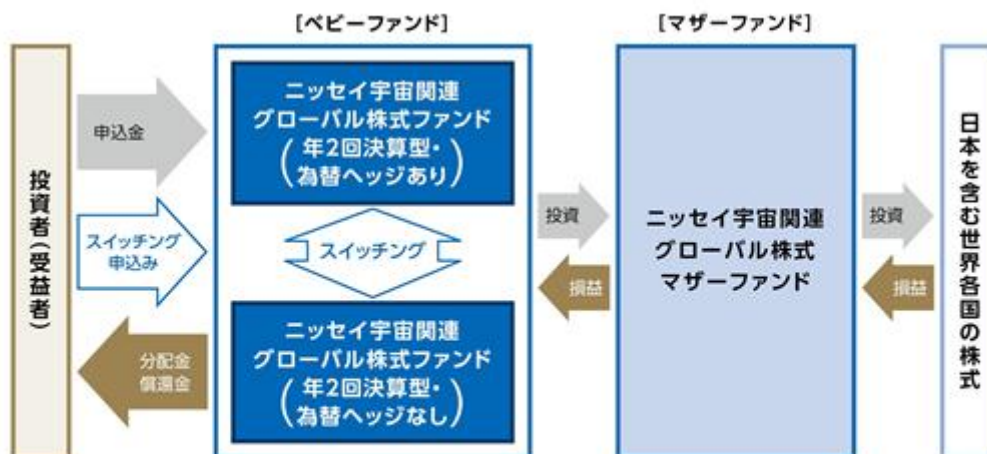 [ベビーファンド]
[マザーファンド]
投資者(受益者)
申込金
スイッチング
申込み
分配金
償還金
ニッセイ宇宙関連
グローバル株式ファンド
(年2回決算型・
為替ヘッジあり)
スイッチング
ニッセイ宇宙関連
グローバル株式ファンド
(年2回決算型・
為替ヘッジなし)
投資
損益
ニッセイ宇宙関連
グローバル株式
マザーファンド
投資
損益
日本を含む世界各国の株式